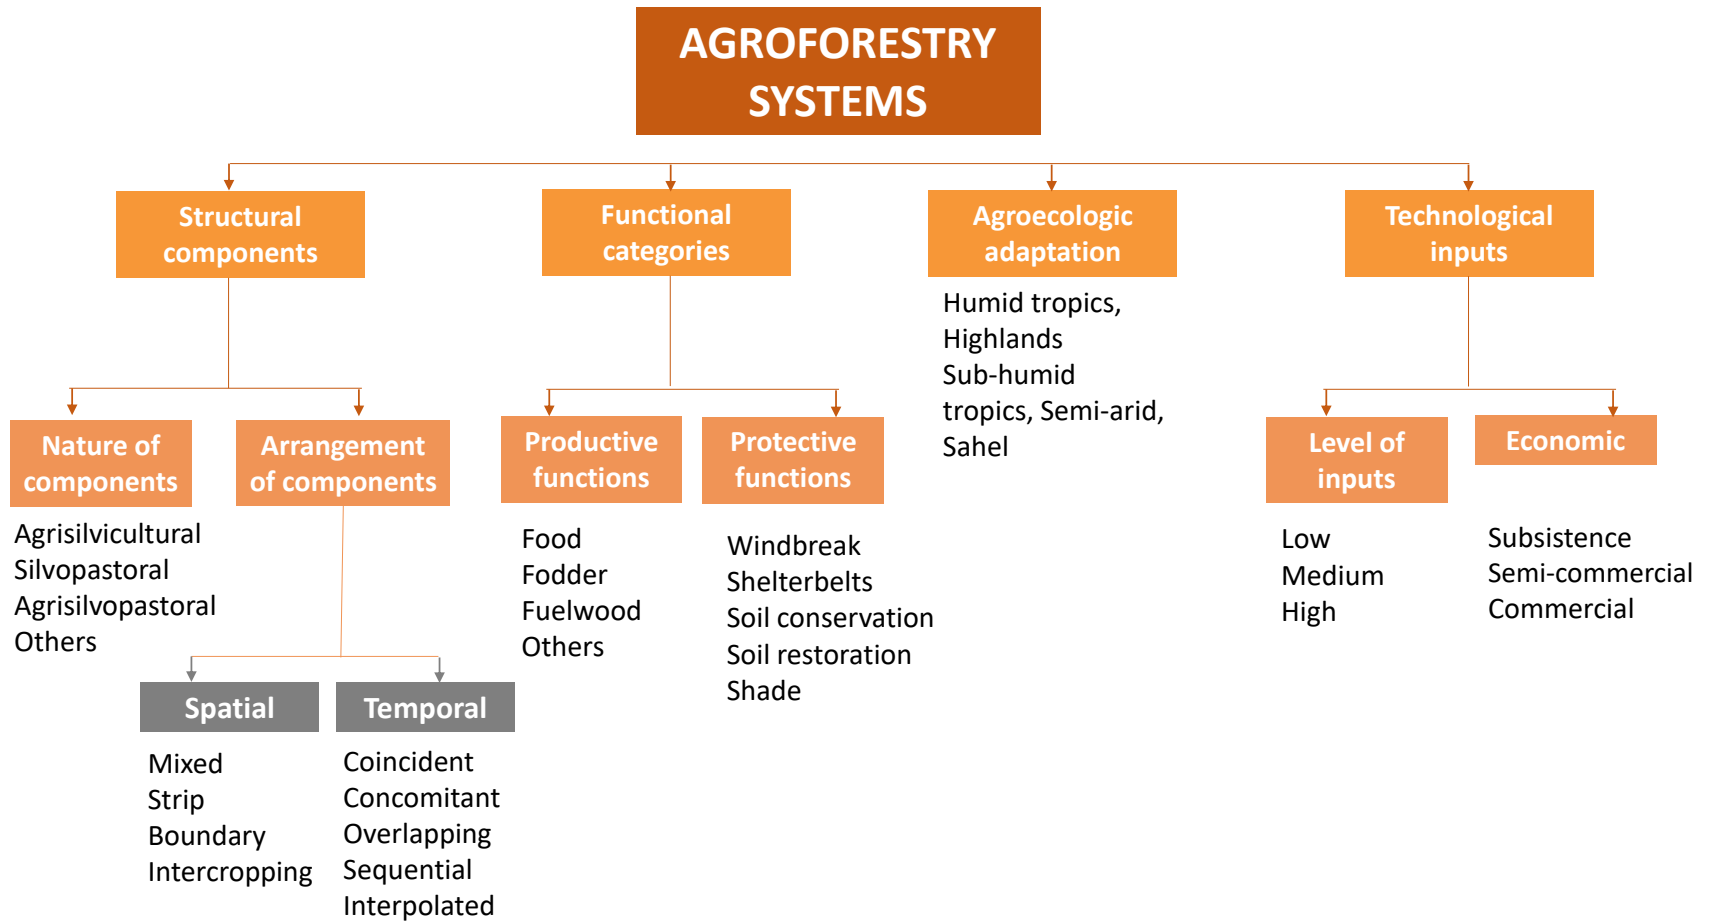 AGROFORESTRY
SYSTEMS
Structural
components
Functional
categories
Agroecologic
adaptation
Technological
inputs
Humid tropics,
Highlands
Sub-humid
tropics, Semi-arid,
Sahel
Nature of
components
Arrangement
of components
Productive
functions
Protective
functions
Level of
inputs
Economic
Agrisilvicultural
Silvopastoral
Agrisilvopastoral
Others
Food
Fodder
Fuelwood
Others
Windbreak
Shelterbelts
Soil conservation
Soil restoration
Shade
Low
Medium
High
Subsistence
Semi-commercial
Commercial
Spatial
Temporal
Mixed
Strip
Boundary
Intercropping
Coincident
Concomitant
Overlapping
Sequential
Interpolated